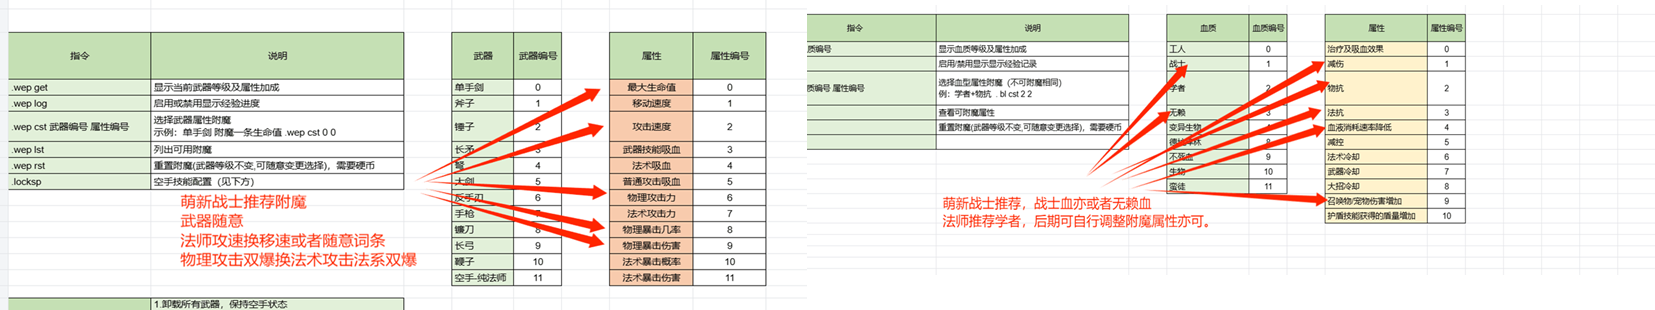 指令 说明
.wep get 显示当前武器等级及属性加成
.wep log 启用或禁用显示经验进度
.wep cst 武器编号 属性编号 选择武器属性附魔
示例：单手剑 附魔一条生命值 .wep cst 0 0
.wep lst 列出可用附魔
.wep rst 重置附魔(武器等级不变,可随意变更选择)，需要硬币
.locksp 空手技能配置（见下方）
萌新战士推荐附魔
武器随意
法师攻速换移速或者随意词条
物理攻击双爆换法术攻击法系双爆
1.卸载所有武器，保持空手状态
武器 武器编号
单手剑 0
斧子 1
锤子 2
长矛 3
弩 4
大剑 5
反手刃 6
手枪 7
镰刀 8
长弓 9
鞭子 10
空手-纯法师 11
属性 属性编号
最大生命值 0
移动速度 1
攻击速度 2
武器技能吸血 3
法术吸血 4
普通攻击吸血 5
物理攻击力 6
法术攻击力 7
物理暴击几率 8
物理暴击伤害 9
法术暴击概率 10
法术暴击伤害 11
指令 说明
质编号 显示血质等级及属性加成
启用/禁用显示显示经验记录
质编号 属性编号 选择血型属性附魔（不可附魔相同）
例：学者+物抗 . bl cst 2 2
查看可附魔属性
重置附魔(武器等级不变,可随意变更选择)，需要硬币
萌新战士推荐，战士血亦或者无赖血
法师推荐学者，后期可自行调整附魔属性亦可。
血质 血质编号
工人 0
战士 1
学者 2
无赖 3
变异生物
8
不死血 9
生物 10
蛮徒 11
属性 属性编号
治疗及吸血效果 0
减伤 1
物抗 2
法抗 3
血液消耗速率降低 4
减控 5
法术冷却 6
武器冷却 7
大招冷却 8
召唤物/宠物伤害增加 9
护盾技能获得的盾量增加 10